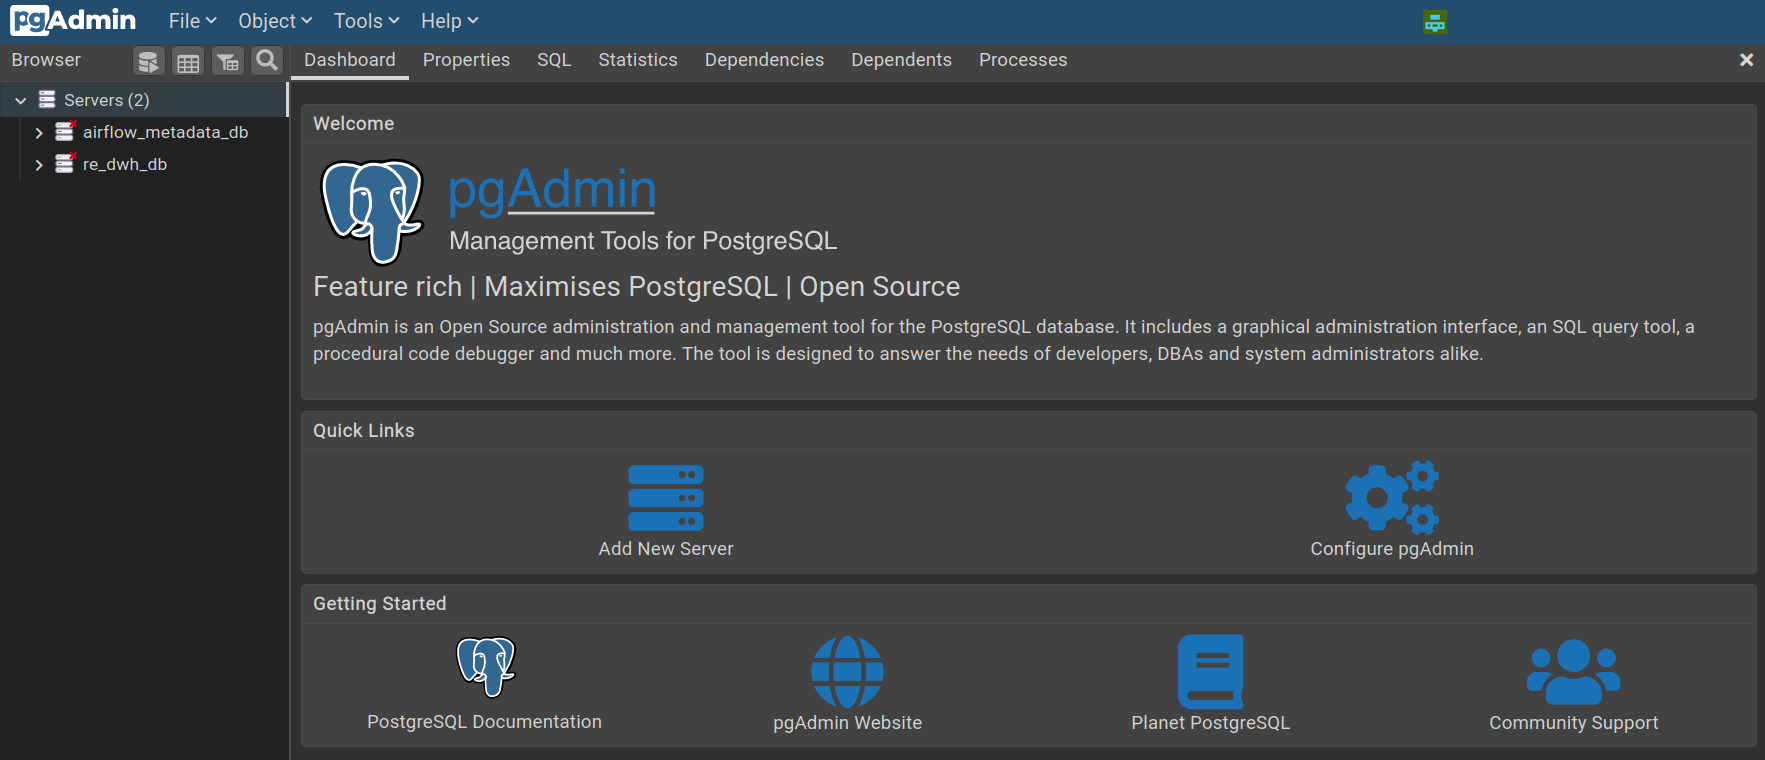 pgAdmin File Object Tools Help
Browser Dashboard Properties SQL Statistics Dependencies Dependents Processes
Servers (2)
airflow_metadata_db
re_dwh_db
Welcome
pgAdmin
Management Tools for PostgreSQL
Feature rich | Maximises PostgreSQL | Open Source
pgAdmin is an Open Source administration and management tool for the PostgreSQL database. It includes a graphical administration interface, an SQL query tool, a
procedural code debugger and much more. The tool is designed to answer the needs of developers, DBAs and system administrators alike.
Quick Links
Add New Server Configure pgAdmin
Getting Started
PostgreSQL Documentation pgAdmin Website Planet PostgreSQL Community Support